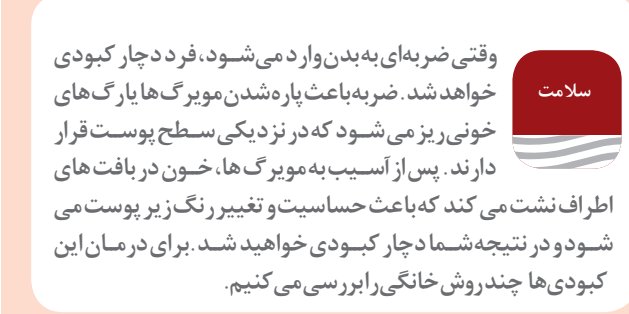 سلامت
وقتی ضربه‌ای به بدن وارد می‌شود، فرد دچار کبودی
خواهد شد. ضربه باعث پاره شدن مویرگ‌ها یا رگ‌های
خونی ریز می‌شود که در نزدیکی سطح پوست قرار
دارند. پس از آسیب به مویرگ‌ها، خون در بافت‌های
اطراف نشت می کند که باعث حساسیت و تغییر رنگ زیر پوست می
شود و در نتیجه شما دچار کبودی خواهید شد. برای درمان این
کبودی‌ها چند روش خانگی را بررسی می‌کنیم.